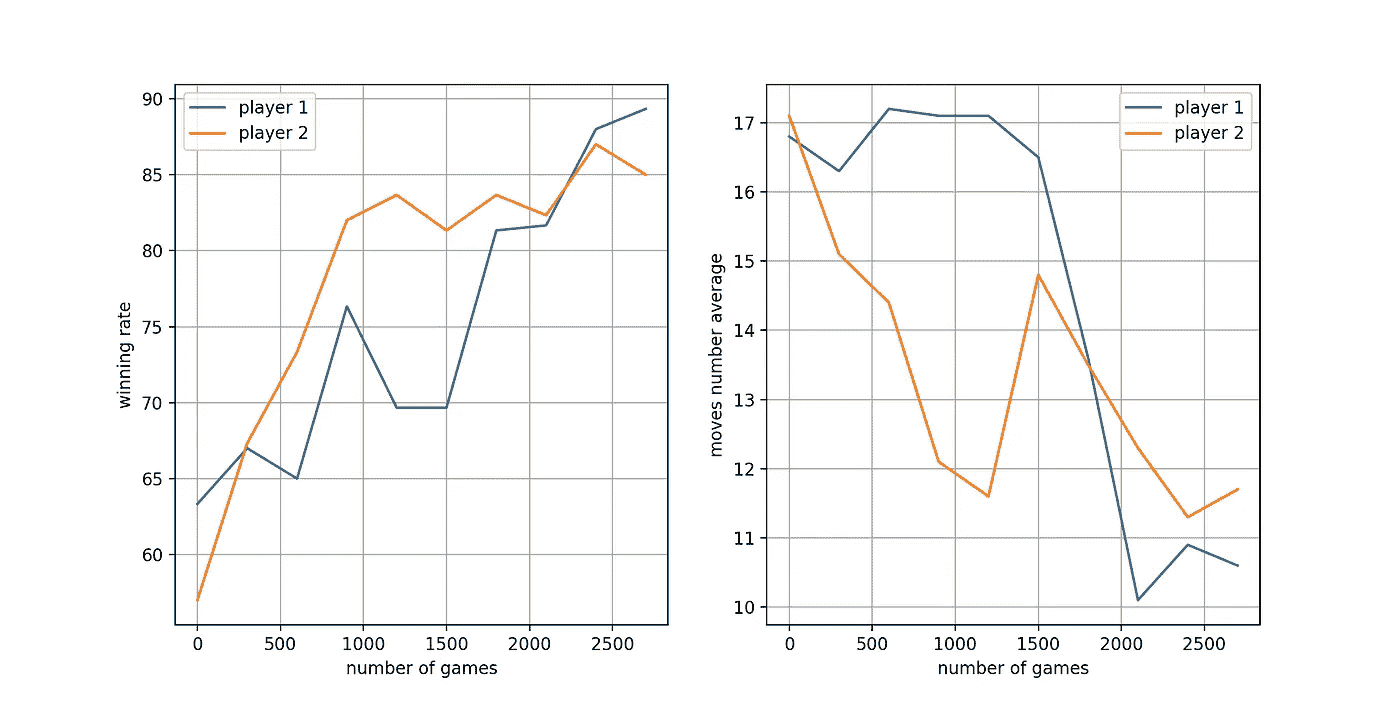 player 1
player 2
90
85
80
75
70
65
60
winning rate
0 500 1000 1500 2000 2500
number of games
player 1
player 2
17
16
15
14
13
12
11
10
moves number average
0 500 1000 1500 2000 2500
number of games